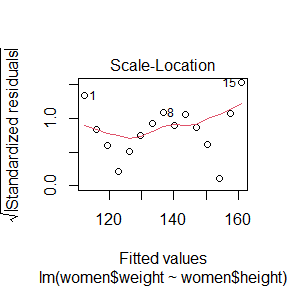 Scale-Location
√|Standardized residuals|
0.0
1.0
1
8
15
120
140
160
Fitted values
lm(women$weight ~ women$height)